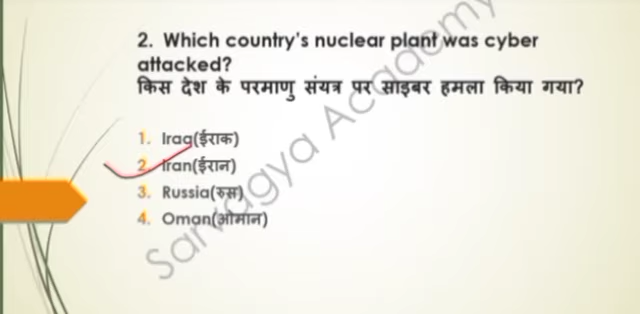 2. Which country's nuclear plant was cyber
attacked?
किस देश के परमाणु संयत्र पर साइबर हमला किया गया?
1. Iraq(ईराक)
2. Iran(ईरान)
3. Russia(रुस)
4. Oman(ओमान)
Sarvagya Academy